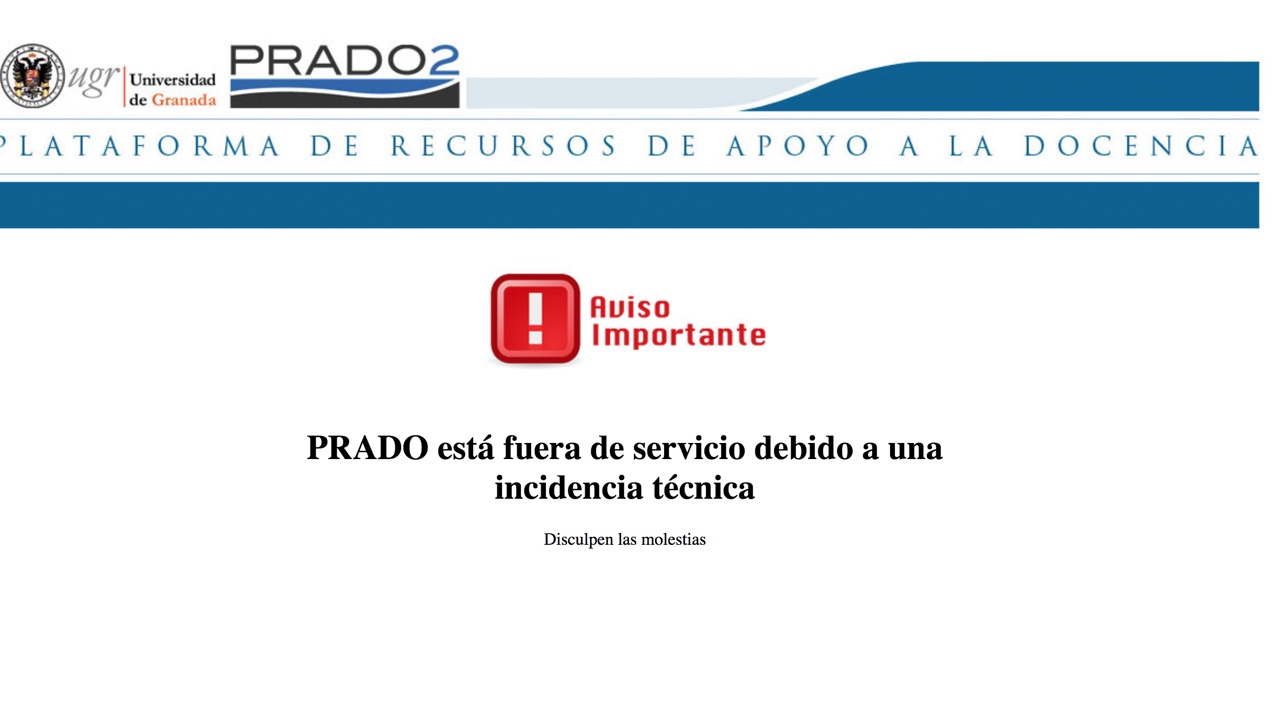 ugr
Universidad
de Granada
PRADO2
PLATAFORMA DE RECURSOS DE APOYO A LA DOCENCIA
Aviso
Importante
PRADO está fuera de servicio debido a una
incidencia técnica
Disculpen las molestias